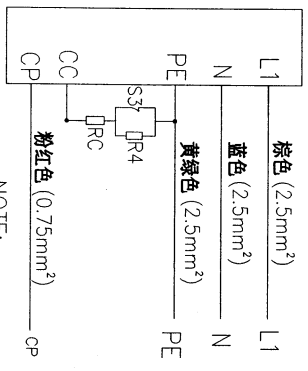 L1 棕色(2.5mm²) L1
N 蓝色(2.5mm²) N
PE 黄绿色(2.5mm²) PE
S3 R4
CC RC
CP 粉红色(0.75mm²) CP
NOTE: